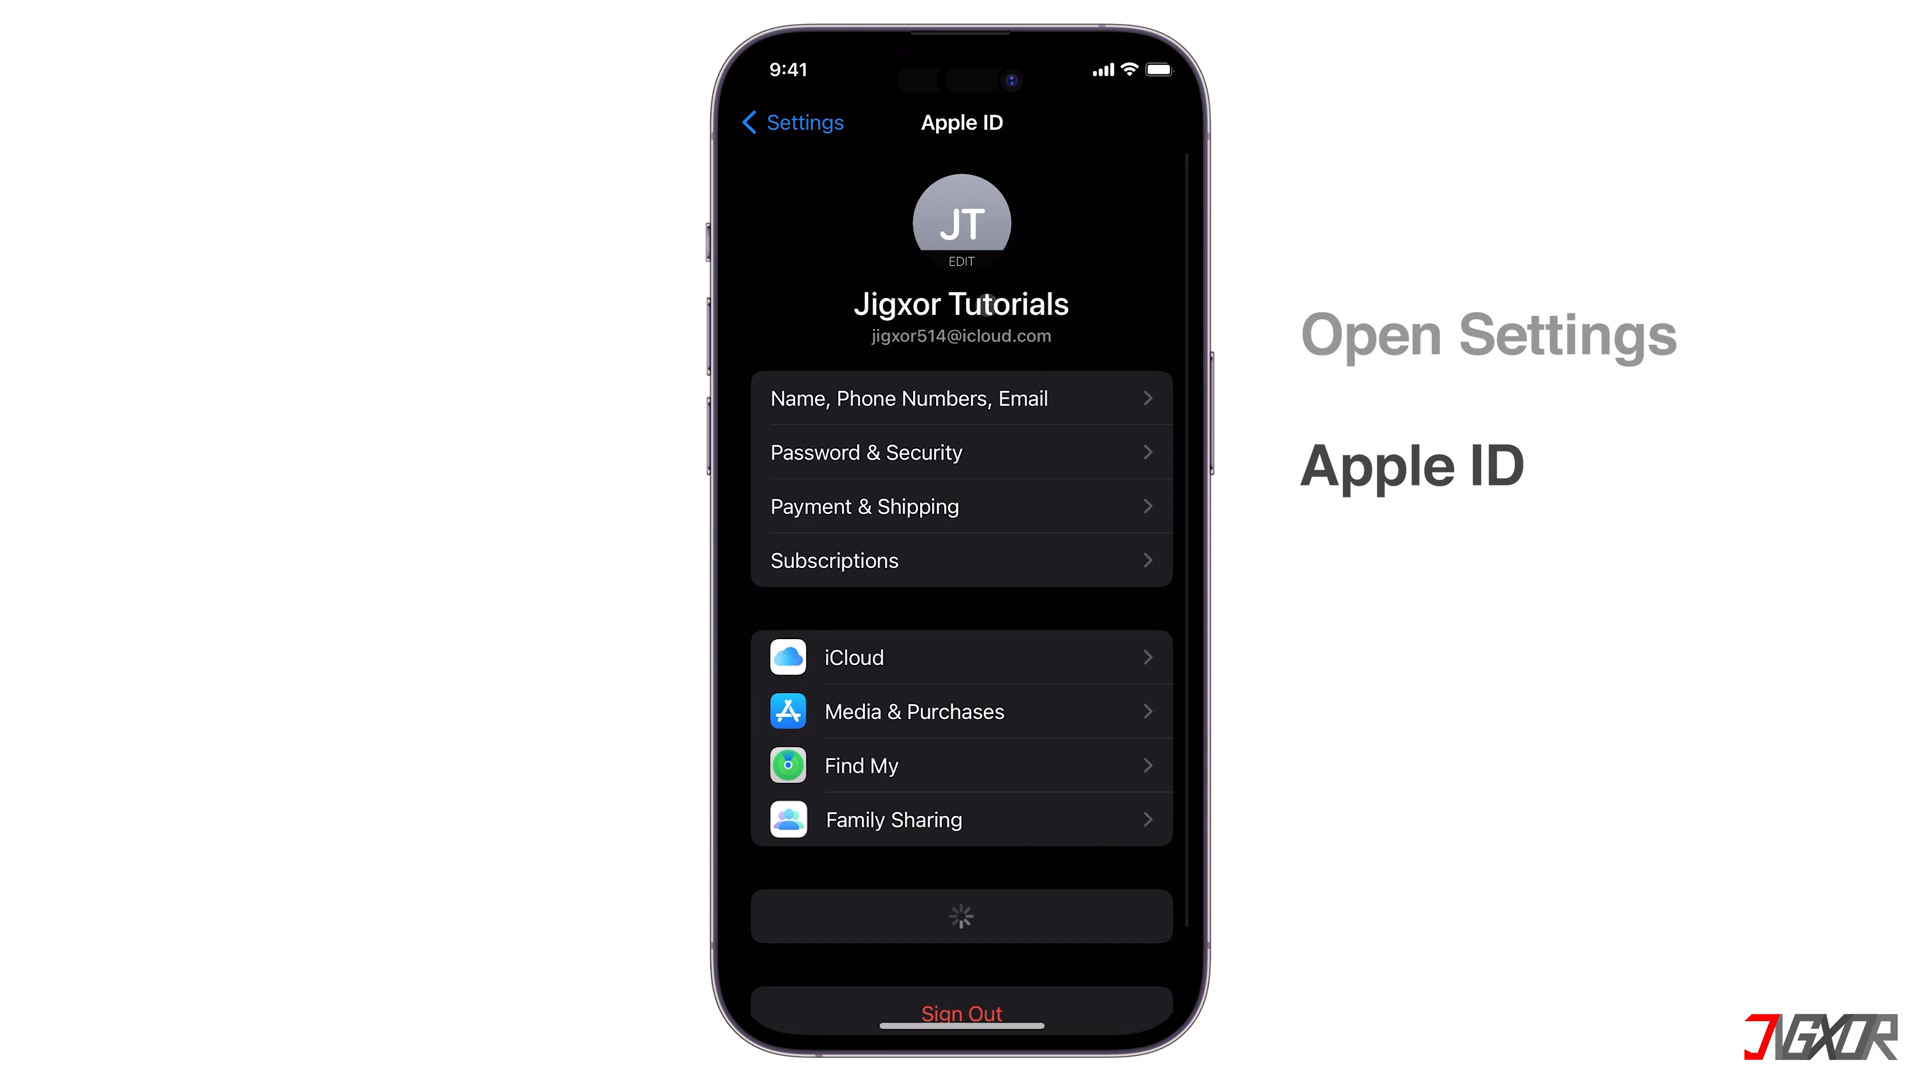 9:41
Settings
Apple ID
JT
EDIT
Jigxor Tutorials
jigxor514@icloud.com
Name, Phone Numbers, Email
Password & Security
Payment & Shipping
Subscriptions
iCloud
Media & Purchases
Find My
Family Sharing
Sign Out
Open Settings
Apple ID
JIGXOR